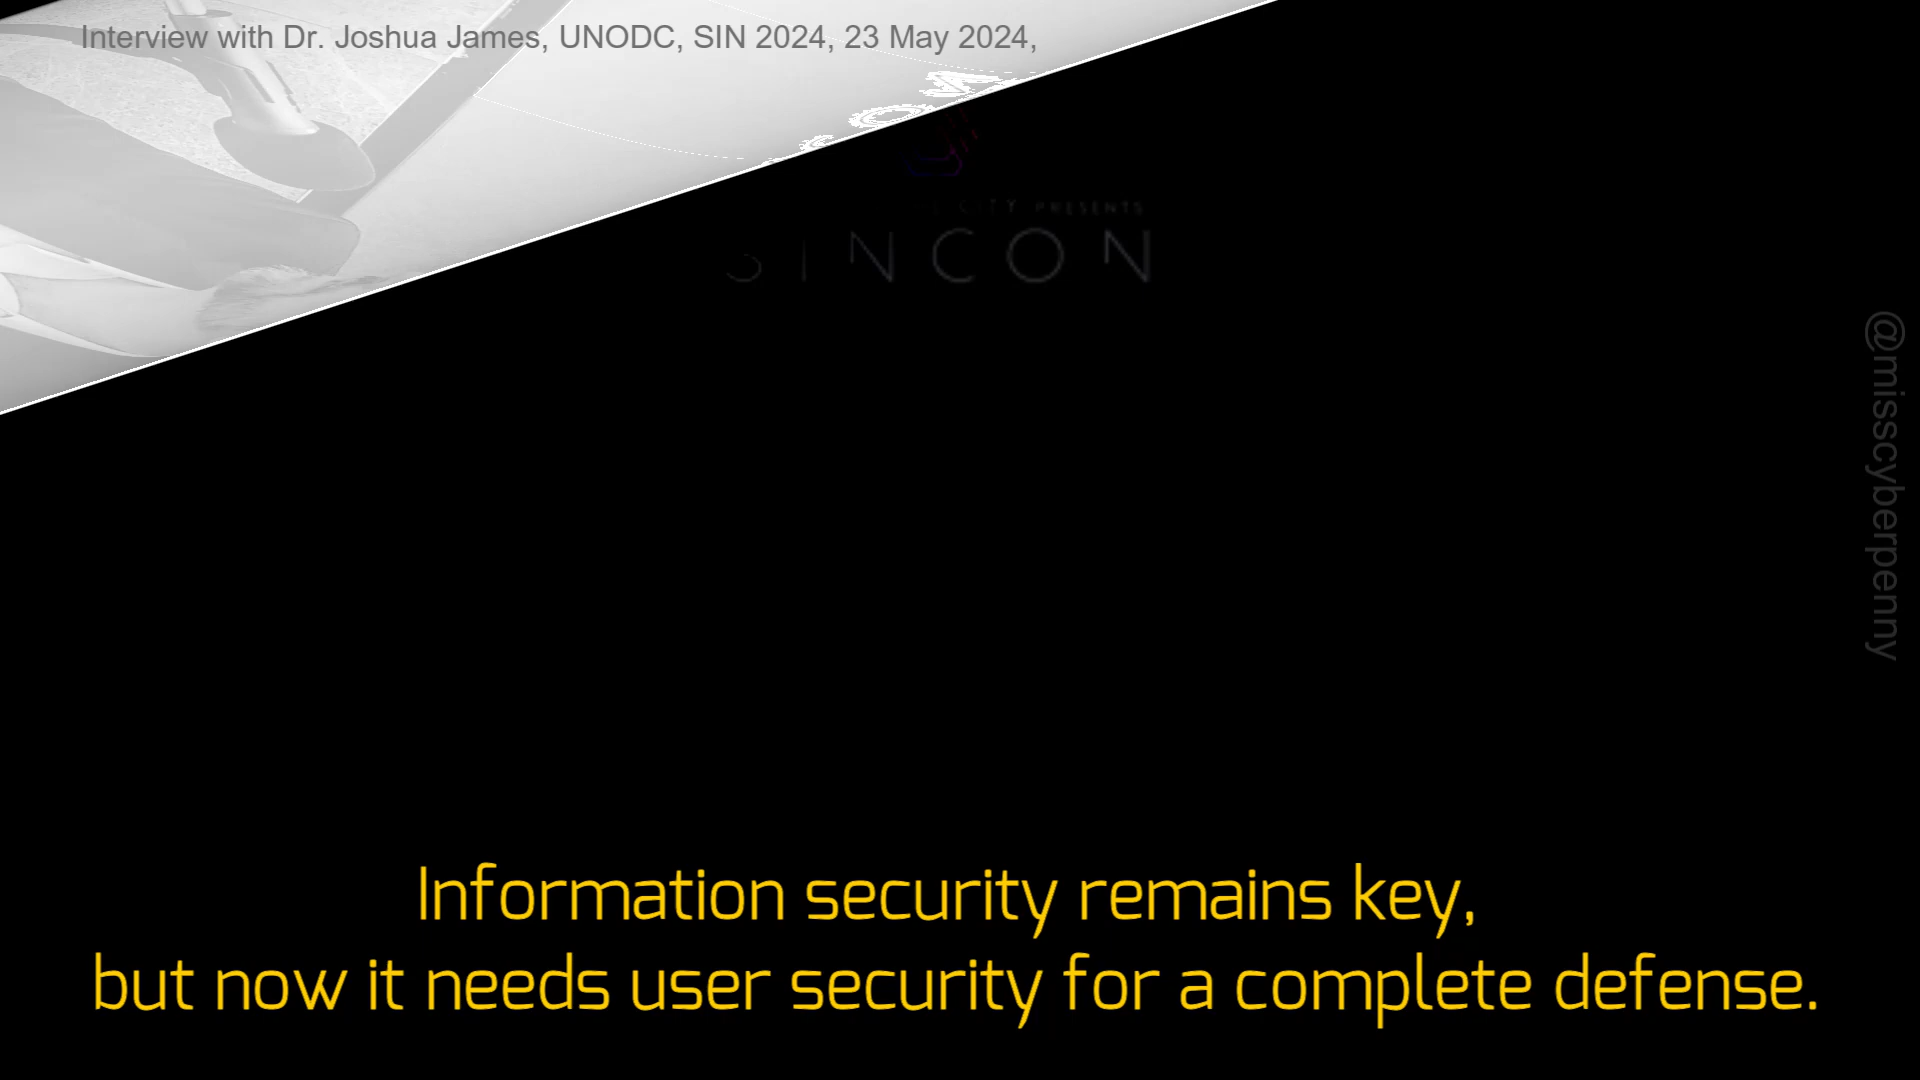 Interview with Dr. Joshua James, UNODC, SIN 2024, 23 May 2024,
PRESENTS
SINCON
@misscyberpenny
Information security remains key,
but now it needs user security for a complete defense.